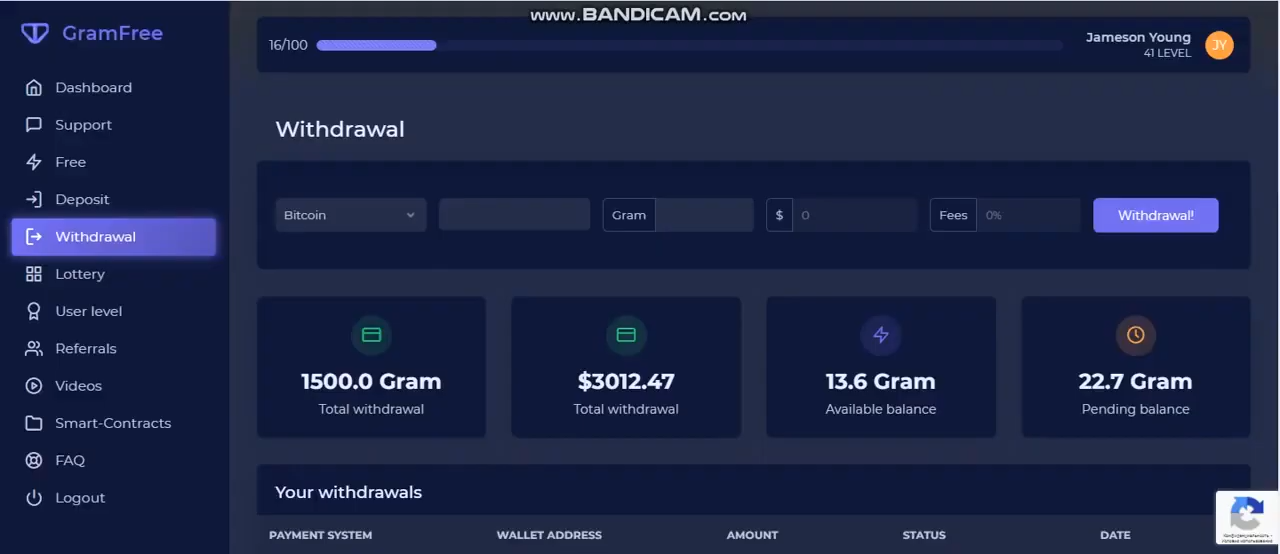 www.BANDICAM.com
GramFree
16/100
Jameson Young
41 LEVEL
JY
Dashboard
Support
Free
Deposit
Withdrawal
Lottery
User level
Referrals
Videos
Smart-Contracts
FAQ
Logout
Withdrawal
Bitcoin
Gram
$ 0
Fees 0%
Withdrawal!
1500.0 Gram
Total withdrawal
$3012.47
Total withdrawal
13.6 Gram
Available balance
22.7 Gram
Pending balance
Your withdrawals
PAYMENT SYSTEM WALLET ADDRESS AMOUNT STATUS DATE
Конфиденциальность -
Условия использования